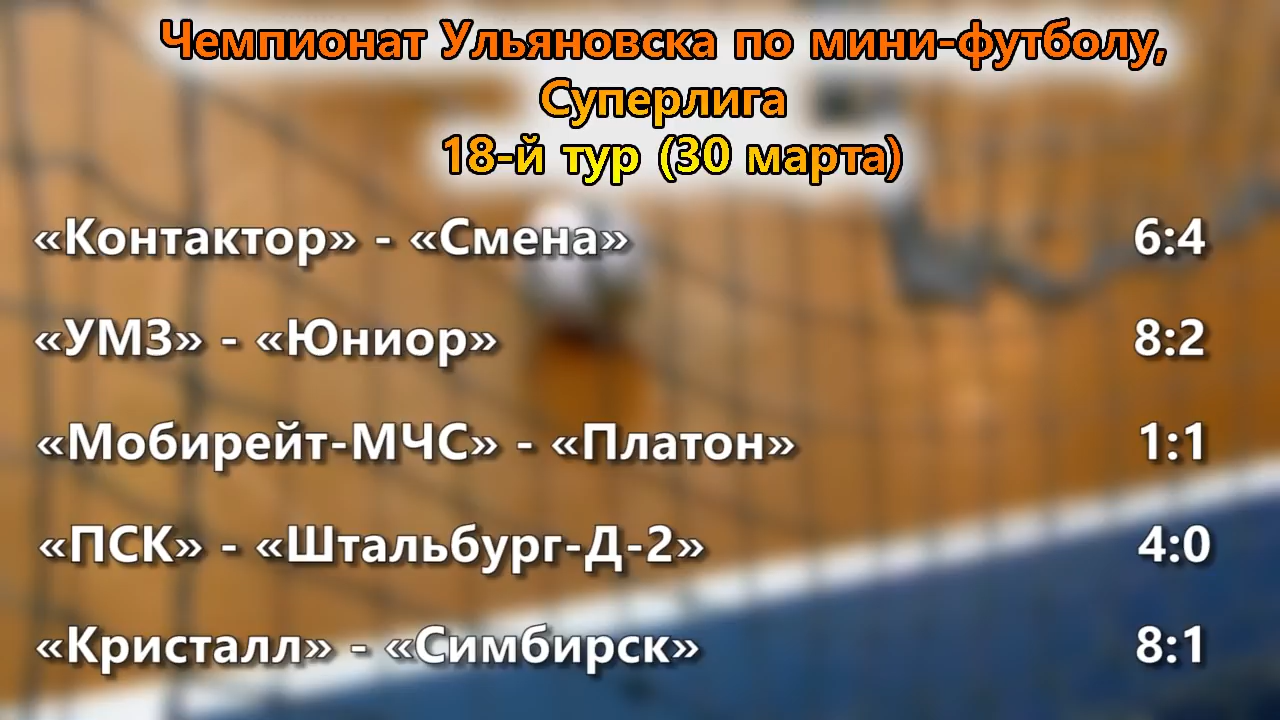 Чемпионат Ульяновска по мини-футболу,
Суперлига
18-й тур (30 марта)
«Контактор» - «Смена» 6:4
«УМЗ» - «Юниор» 8:2
«Мобирейт-МЧС» - «Платон» 1:1
«ПСК» - «Штальбург-Д-2» 4:0
«Кристалл» - «Симбирск» 8:1